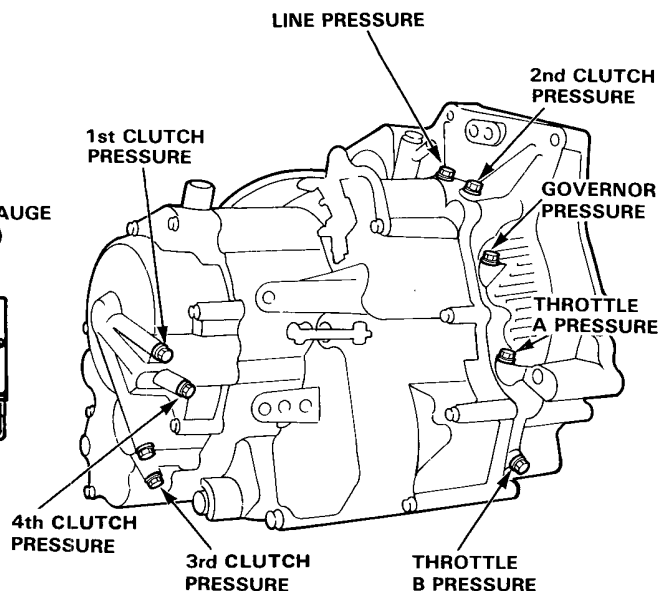 LINE PRESSURE
2nd CLUTCH
PRESSURE
1st CLUTCH
PRESSURE
GOVERNOR
PRESSURE
THROTTLE
A PRESSURE
4th CLUTCH
PRESSURE
3rd CLUTCH
PRESSURE
THROTTLE
B PRESSURE